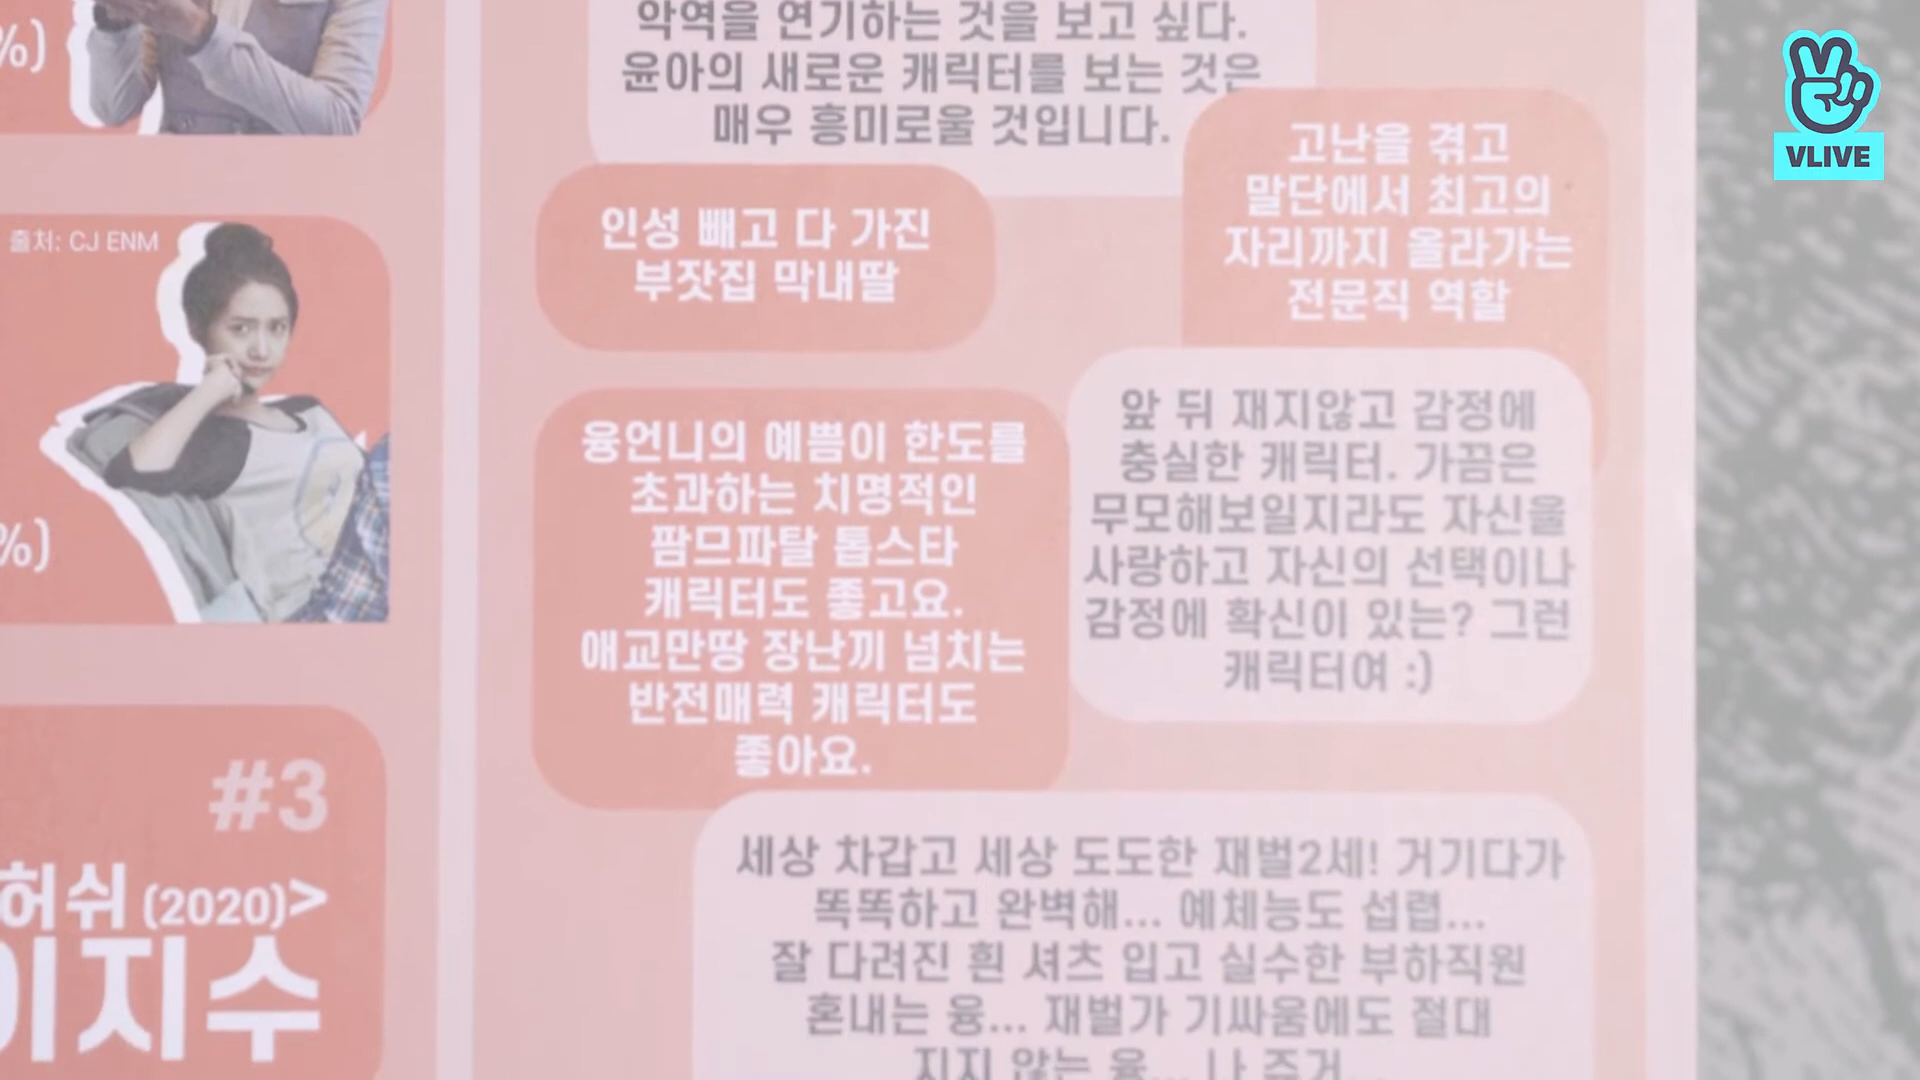 %)
출처: CJ ENM
%)
#3
허쉬 (2020)>
이지수
악역을 연기하는 것을 보고 싶다.
윤아의 새로운 캐릭터를 보는 것은
매우 흥미로울 것입니다.
인성 빼고 다 가진
부잣집 막내딸
고난을 겪고
말단에서 최고의
자리까지 올라가는
전문직 역할
융언니의 예쁨이 한도를
초과하는 치명적인
팜므파탈 톱스타
캐릭터도 좋고요.
애교만땅 장난끼 넘치는
반전매력 캐릭터도
좋아요.
앞 뒤 재지않고 감정에
충실한 캐릭터. 가끔은
무모해보일지라도 자신을
사랑하고 자신의 선택이나
감정에 확신이 있는? 그런
캐릭터여 :)
세상 차갑고 세상 도도한 재벌2세! 거기다가
똑똑하고 완벽해... 예체능도 섭렵...
잘 다려진 흰 셔츠 입고 실수한 부하직원
혼내는 융... 재벌가 기싸움에도 절대
지지 않는 융... 나 주거...
VLIVE